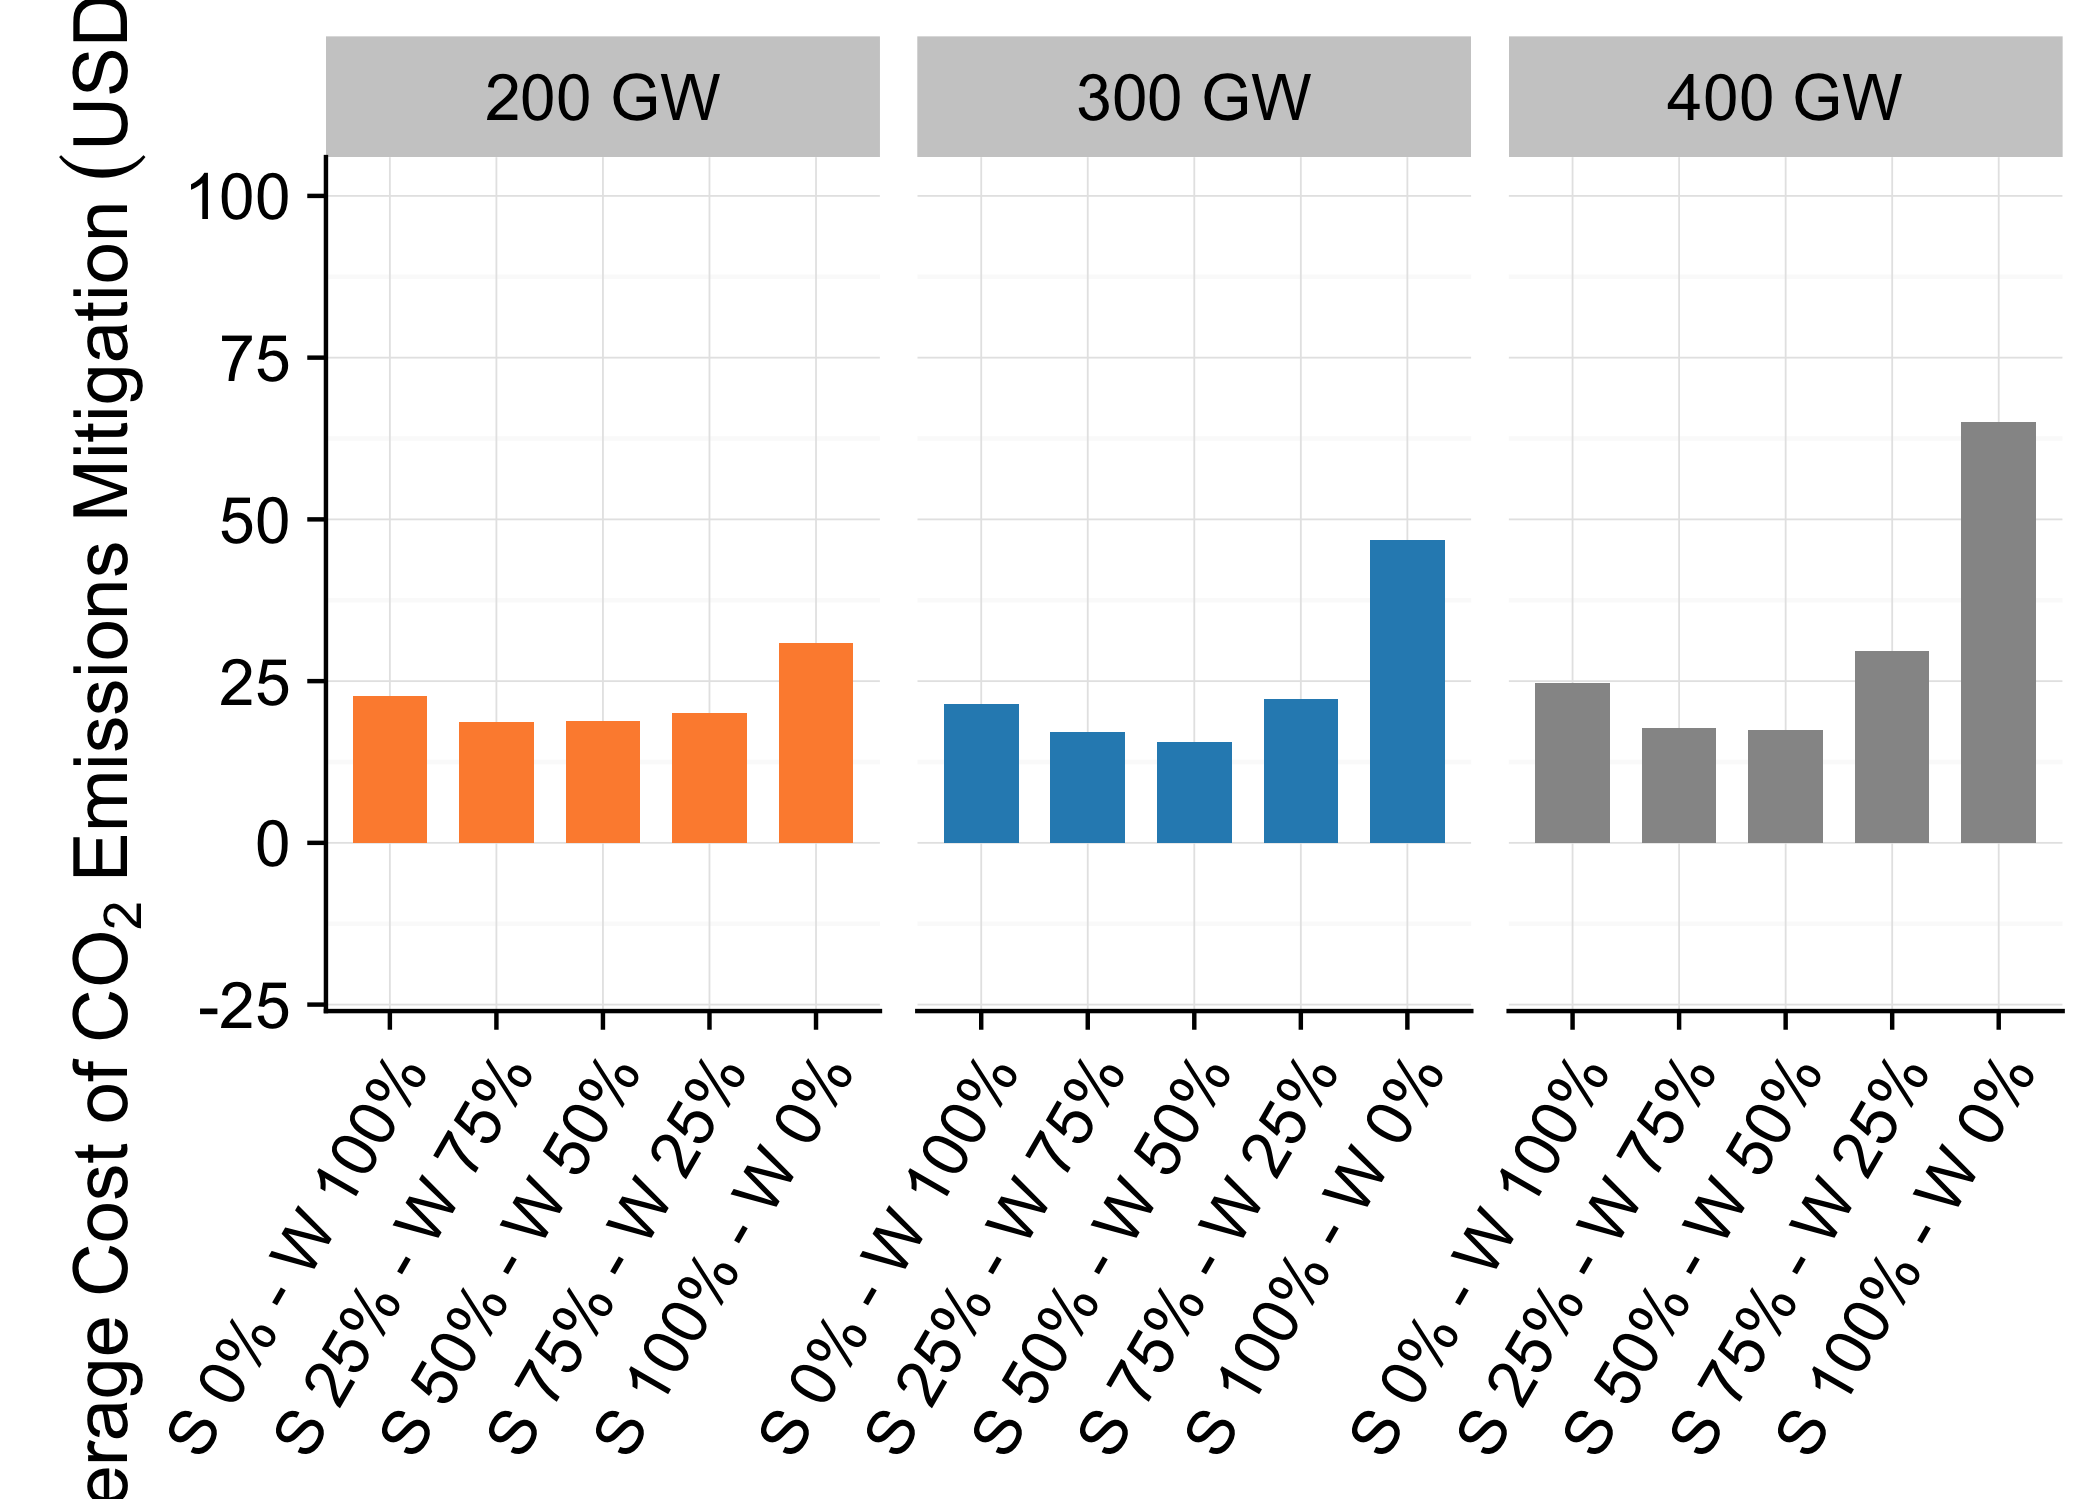 200 GW
300 GW
400 GW
Cost of CO₂ Emissions Mitigation (USD
100
75
50
25
0
-25
S 0% - W 100%
S 25% - W 75%
S 50% - W 50%
S 75% - W 25%
S 100% - W 0%
S 0% - W 100%
S 25% - W 75%
S 50% - W 50%
S 75% - W 25%
S 100% - W 0%
S 0% - W 100%
S 25% - W 75%
S 50% - W 50%
S 75% - W 25%
S 100% - W 0%